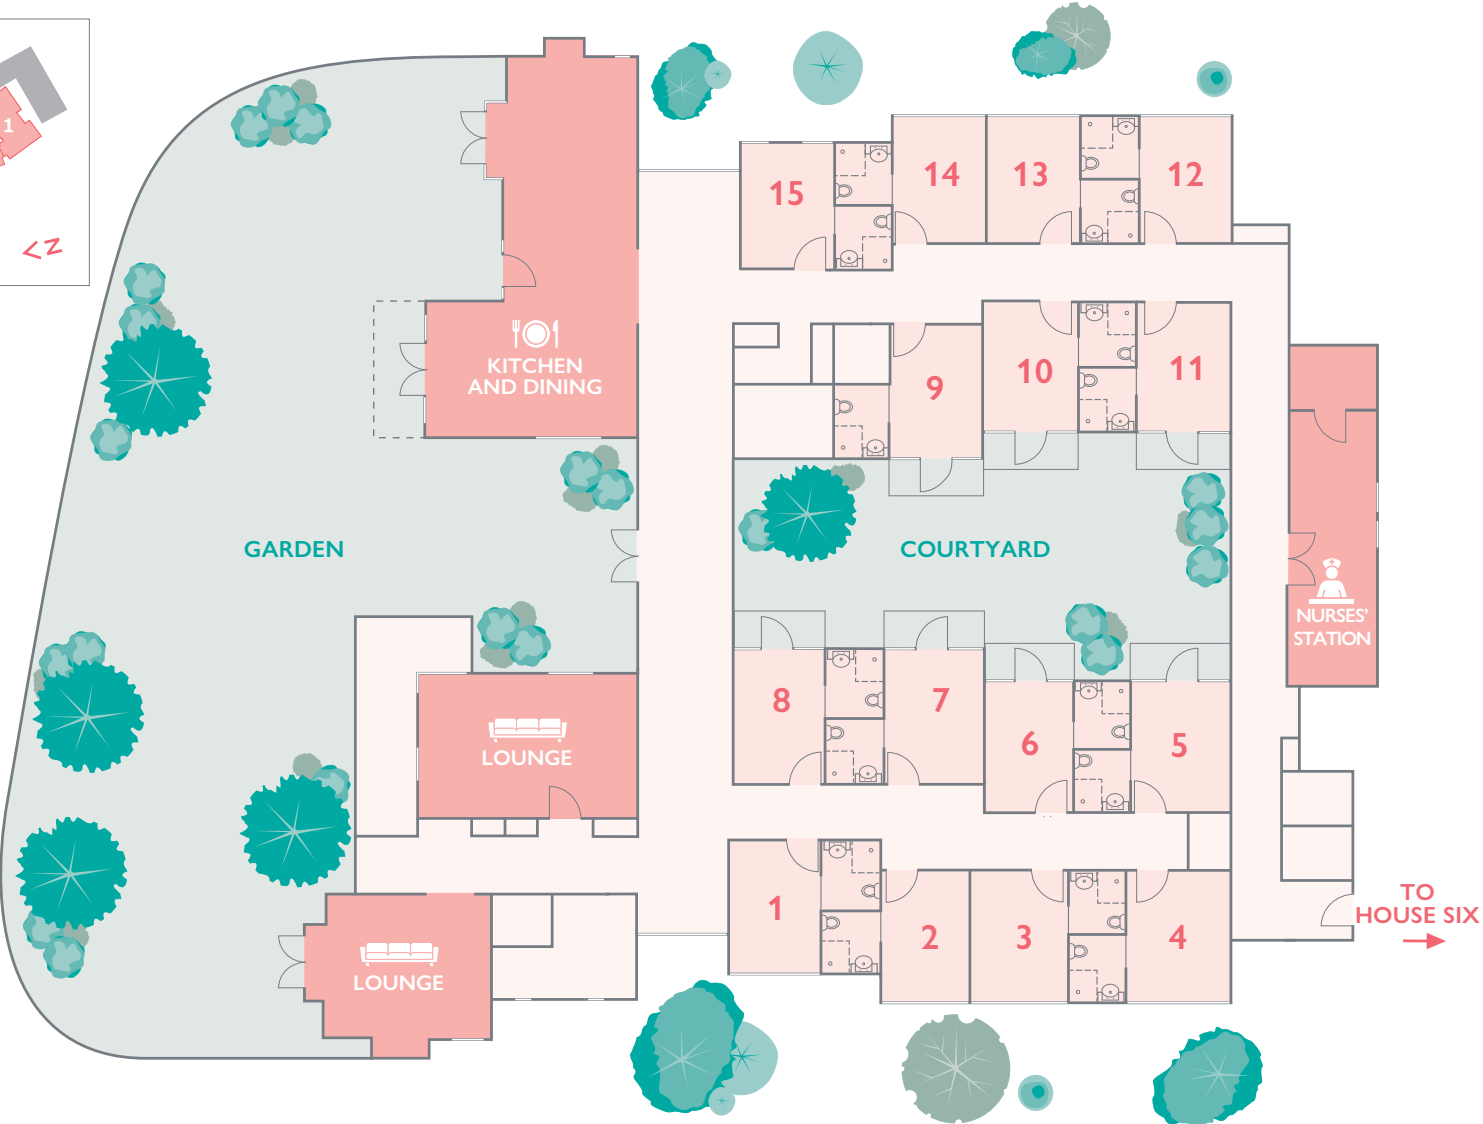 1
N
15
14
13
12
KITCHEN
AND DINING
9
10
11
GARDEN
COURTYARD
NURSES'
STATION
8
7
6
5
LOUNGE
1
2
3
4
TO
HOUSE SIX
LOUNGE